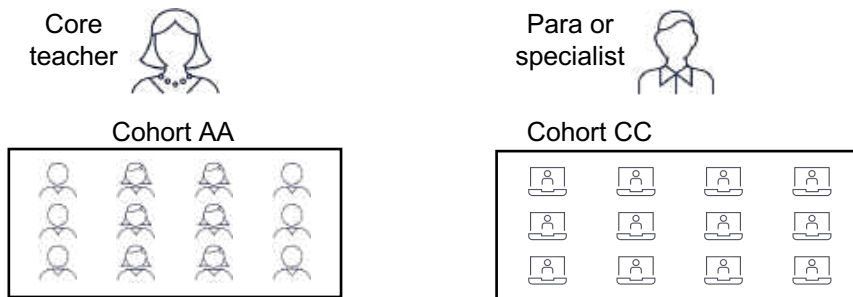 Core
teacher
Para or
specialist
Cohort AA
Cohort CC